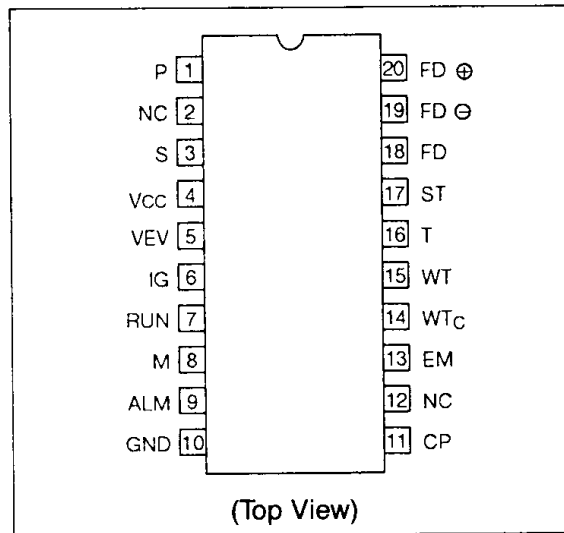 P 1 20 FD ⊕
NC 2 19 FD ⊖
S 3 18 FD
VCC 4 17 ST
VEV 5 16 T
IG 6 15 WT
RUN 7 14 WTC
M 8 13 EM
ALM 9 12 NC
GND 10 11 CP
(Top View)